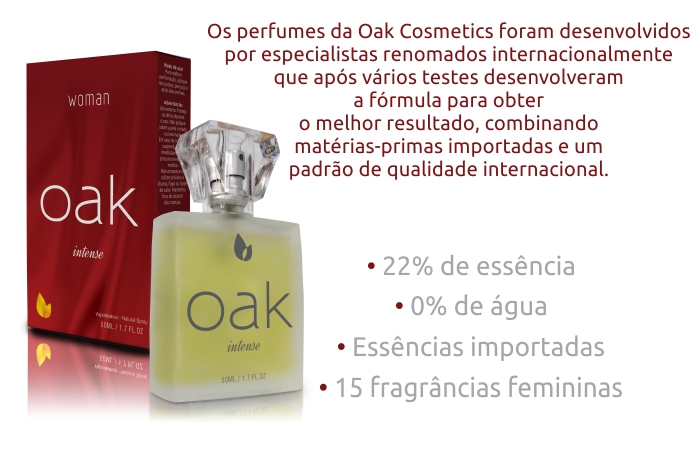 Os perfumes da Oak Cosmetics foram desenvolvidos
por especialistas renomados internacionalmente
que após vários testes desenvolveram
a fórmula para obter
o melhor resultado, combinando
matérias-primas importadas e um
padrão de qualidade internacional.
woman
oak
intense
Natural Spray
50ML / 1.7 FL.OZ
oak
intense
50ML / 1.7 FL.OZ
• 22% de essência
• 0% de água
• Essências importadas
• 15 fragrâncias femininas